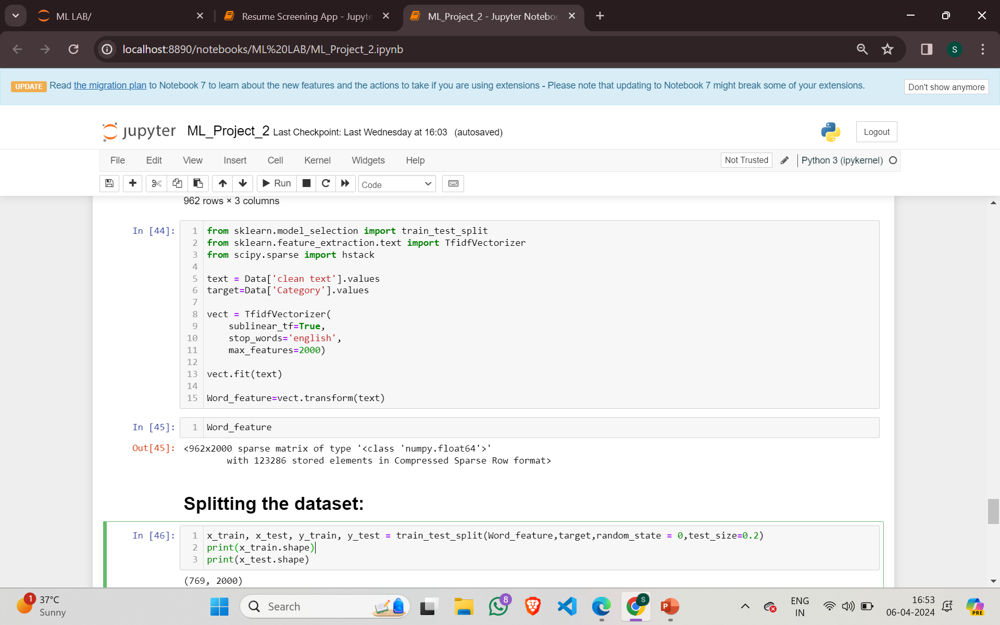 ML LAB/
Resume Screening App - Jupyte
ML_Project_2 - Jupyter Noteboo
localhost:8890/notebooks/ML%20LAB/ML_Project_2.ipynb
S
UPDATE Read the migration plan to Notebook 7 to learn about the new features and the actions to take if you are using extensions - Please note that updating to Notebook 7 might break some of your extensions.
Don't show anymore
jupyter ML_Project_2 Last Checkpoint: Last Wednesday at 16:03 (autosaved)
Logout
File Edit View Insert Cell Kernel Widgets Help
Not Trusted
Python 3 (ipykernel)
Run
Code
962 rows × 3 columns
In [44]:
1 from sklearn.model_selection import train_test_split
2 from sklearn.feature_extraction.text import TfidfVectorizer
3 from scipy.sparse import hstack
4
5 text = Data['clean text'].values
6 target=Data['Category'].values
7
8 vect = TfidfVectorizer(
9 sublinear_tf=True,
10 stop_words='english',
11 max_features=2000)
12
13 vect.fit(text)
14
15 Word_feature=vect.transform(text)
In [45]:
1 Word_feature
Out[45]: <962x2000 sparse matrix of type '<class 'numpy.float64'>'
with 123286 stored elements in Compressed Sparse Row format>
Splitting the dataset:
In [46]:
1 x_train, x_test, y_train, y_test = train_test_split(Word_feature,target,random_state = 0,test_size=0.2)
2 print(x_train.shape)
3 print(x_test.shape)
(769, 2000)
1
37°C
Sunny
Search
8
S
P
ENG
IN
16:53
06-04-2024
PRE